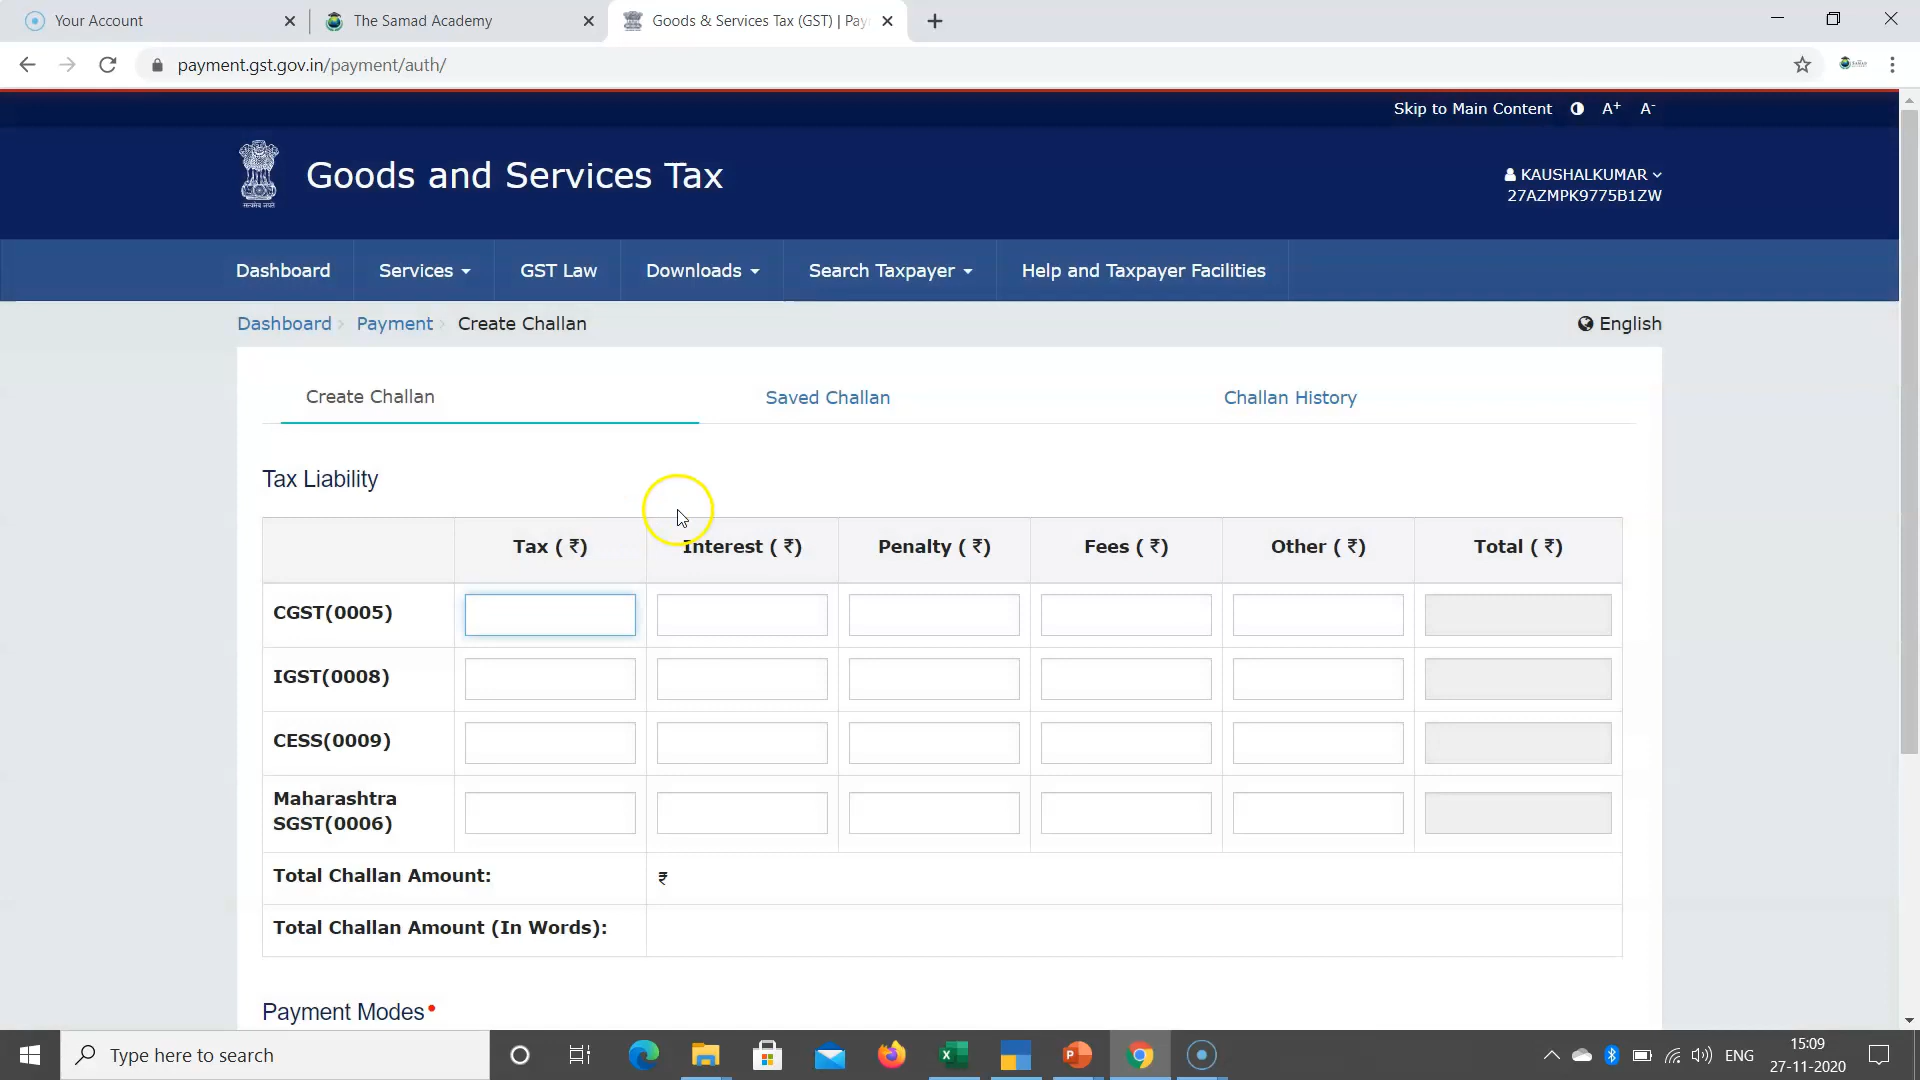 Your Account
The Samad Academy
Goods & Services Tax (GST) | Pay
payment.gst.gov.in/payment/auth/
Skip to Main Content A+ A-
Goods and Services Tax
KAUSHALKUMAR
27AZMPK9775B1ZW
Dashboard Services GST Law Downloads Search Taxpayer Help and Taxpayer Facilities
Dashboard Payment Create Challan English
Create Challan Saved Challan Challan History
Tax Liability
Tax ( ₹) Interest ( ₹) Penalty ( ₹) Fees ( ₹) Other ( ₹) Total ( ₹)
CGST(0005)
IGST(0008)
CESS(0009)
Maharashtra
SGST(0006)
Total Challan Amount: ₹
Total Challan Amount (In Words):
Payment Modes•
Type here to search
ENG
15:09
27-11-2020